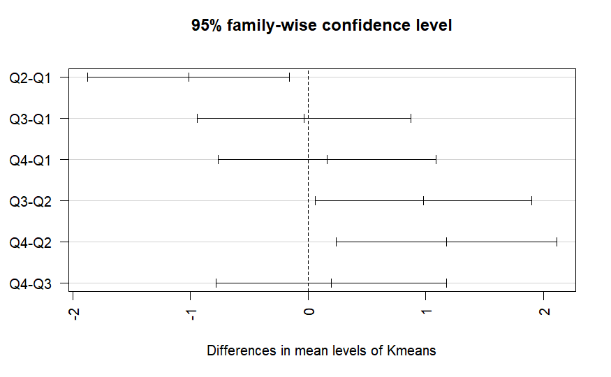 95% family-wise confidence level
Q2-Q1
Q3-Q1
Q4-Q1
Q3-Q2
Q4-Q2
Q4-Q3
-2 -1 0 1 2
Differences in mean levels of Kmeans